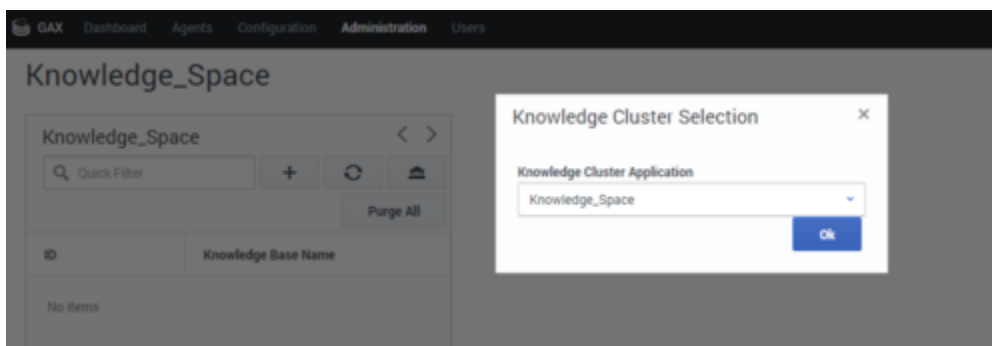 GAX Dashboard Agents Configuration Administration Users
Knowledge_Space
Knowledge_Space
Quick Filter
Purge All
ID Knowledge Base Name
No items
Knowledge Cluster Selection
Knowledge Cluster Application
Knowledge_Space
Ok